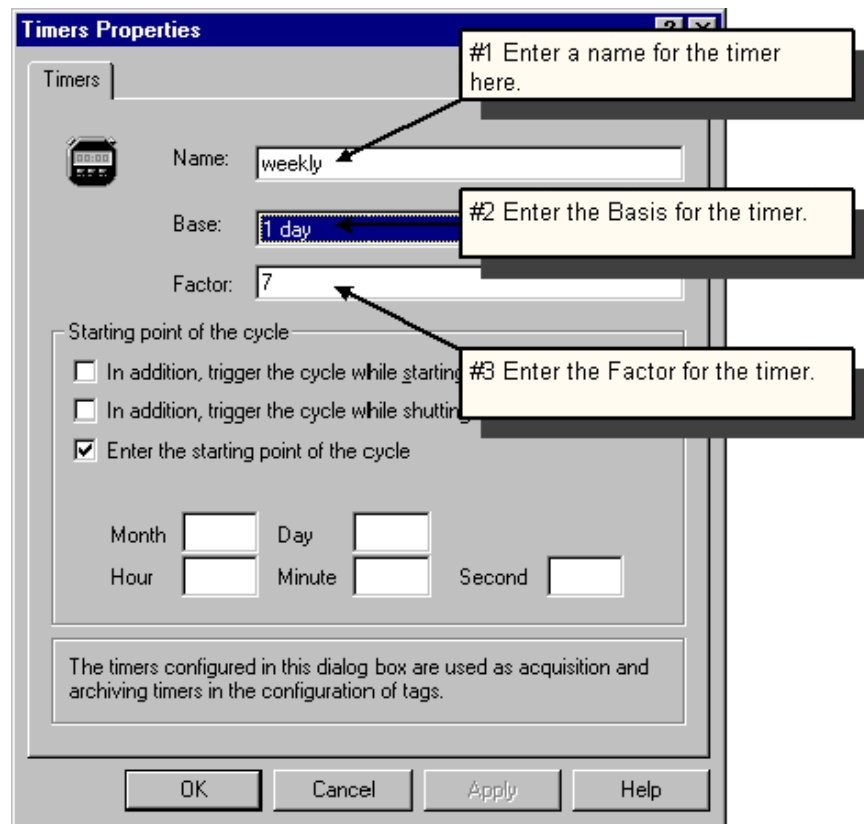 Timers Properties
#1 Enter a name for the timer
here.
Timers
00:00
Name:
weekly
Base:
1 day
#2 Enter the Basis for the timer.
Factor:
7
Starting point of the cycle
In addition, trigger the cycle while starting
#3 Enter the Factor for the timer.
In addition, trigger the cycle while shutting
Enter the starting point of the cycle
Month
Day
Hour
Minute
Second
The timers configured in this dialog box are used as acquisition and
archiving timers in the configuration of tags.
OK
Cancel
Apply
Help